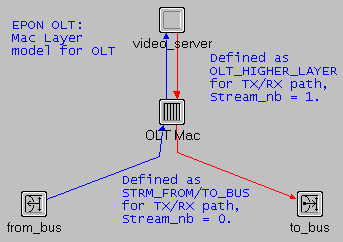 EPON OLT:
Mac Layer
model for OLT
video_server
Defined as
OLT_HIGHER_LAYER
for TX/RX path,
Stream_nb = 1.
OLT Mac
Defined as
STRM_FROM/TO_BUS
for TX/RX path,
Stream_nb = 0.
from_bus
to_bus